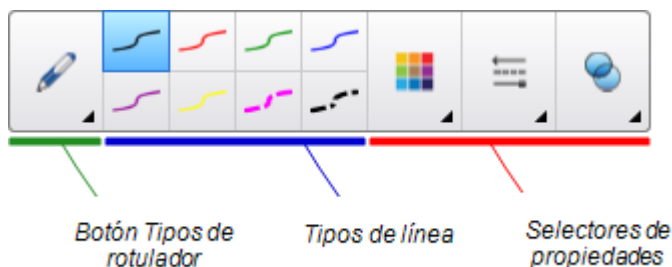 Botón Tipos de
rotulador
Tipos de línea
Selectores de
propiedades